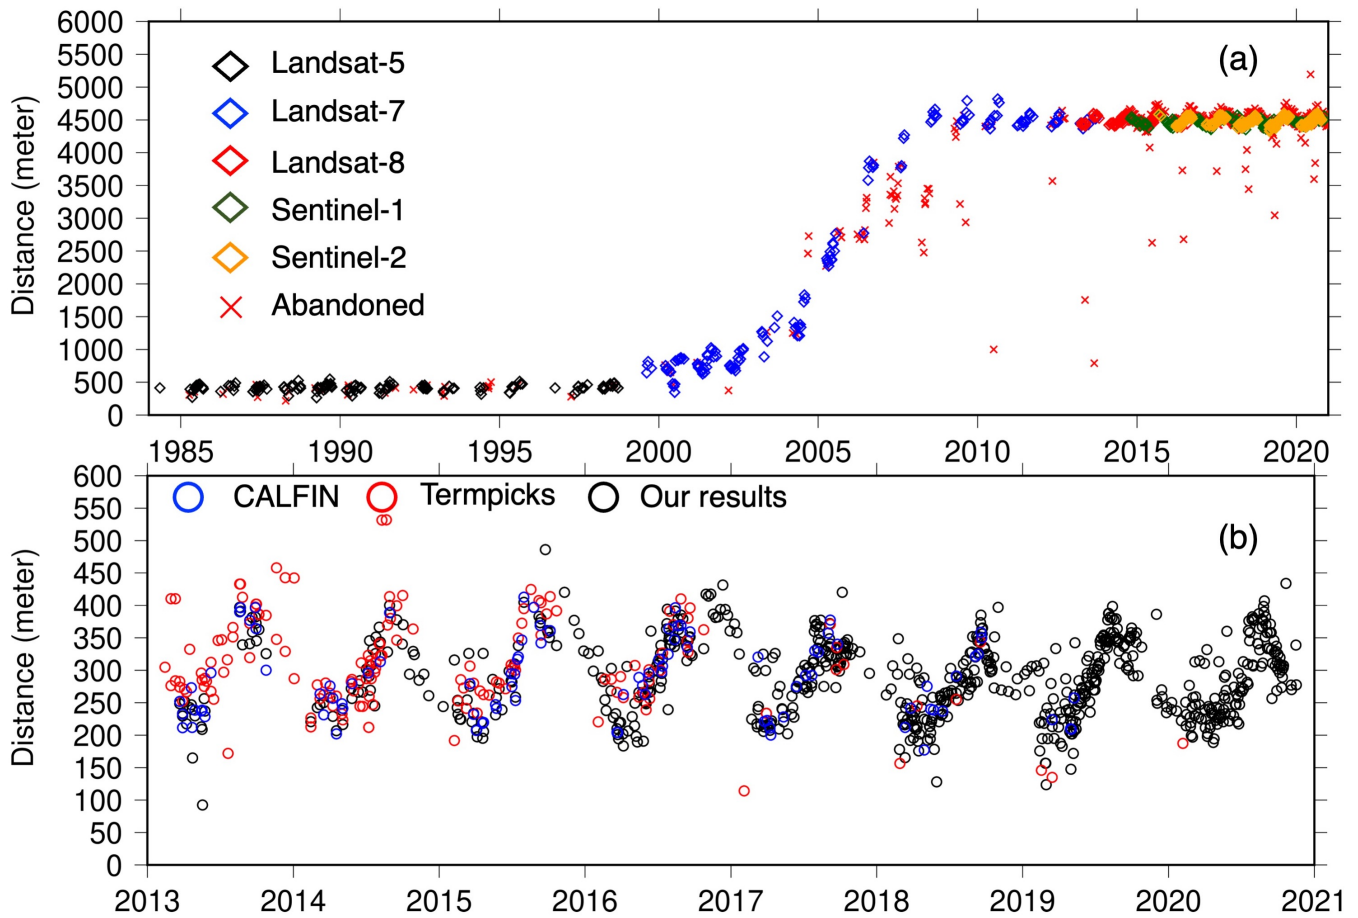 6000
5500
5000
4500
4000
3500
3000
2500
2000
1500
1000
500
0
Distance (meter)
Landsat-5
Landsat-7
Landsat-8
Sentinel-1
Sentinel-2
Abandoned
(a)
1985 1990 1995 2000 2005 2010 2015 2020
600
550
500
450
400
350
300
250
200
150
100
50
0
Distance (meter)
CALFIN Termpicks Our results
(b)
2013 2014 2015 2016 2017 2018 2019 2020 2021